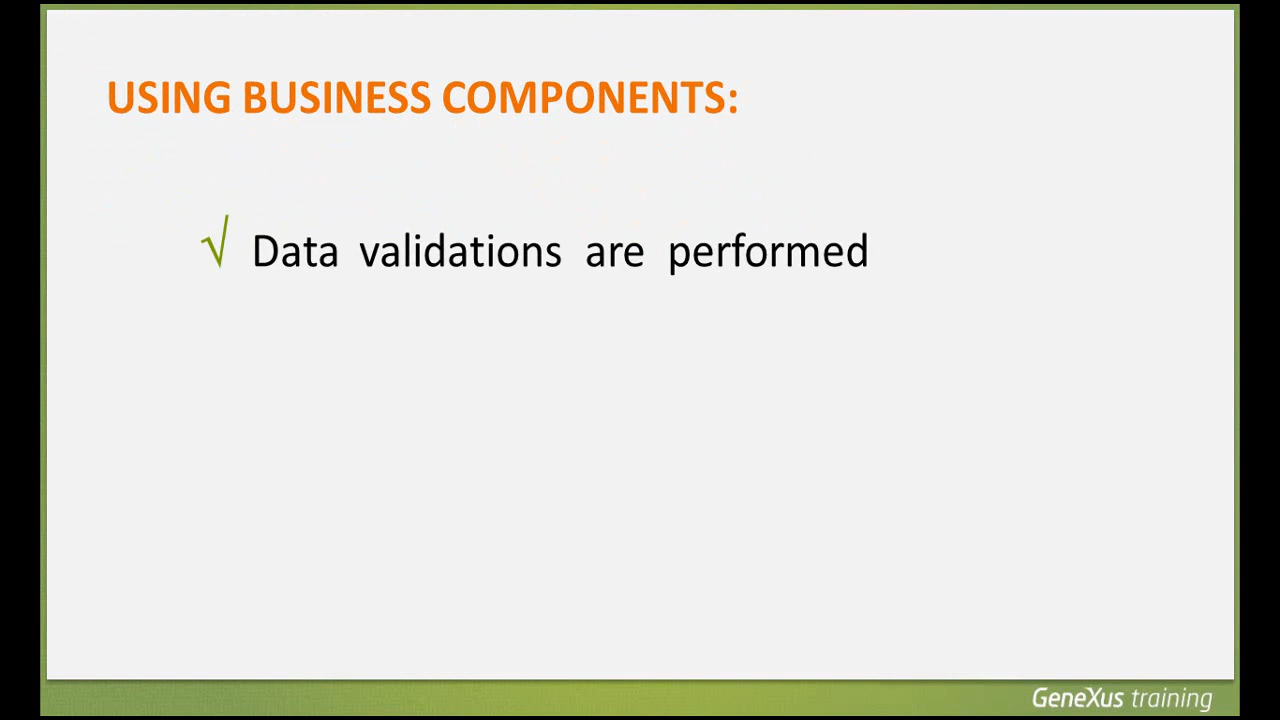 USING BUSINESS COMPONENTS:
√ Data validations are performed
GeneXus training